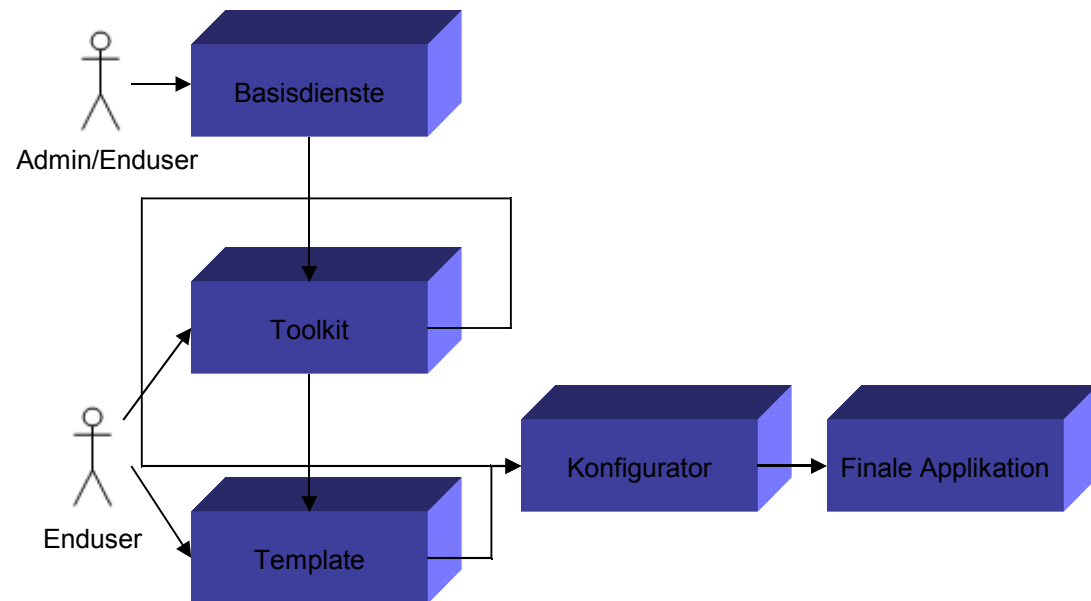 Basisdienste
Admin/Enduser
Toolkit
Enduser
Konfigurator
Finale Applikation
Template